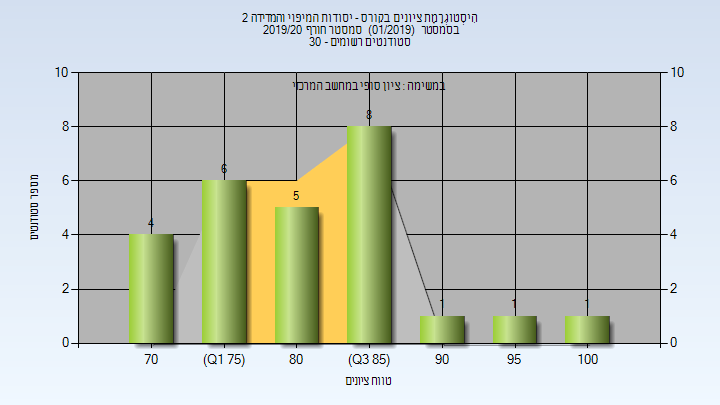 היסטוגרמת ציונים בקורס - יסודות המיפוי והמדידה 2
בסמסטר (01/2019) סמסטר חורף 2019/20
סטודנטים רשומים - 30
במשימה : ציון סופי במחשב המרכזי
מספר סטודנטים
10 10
8 8
6 6
4 4
2 2
0 0
4 6 5 8 1 1 1
70 (Q1 75) 80 (Q3 85) 90 95 100
טווח ציונים